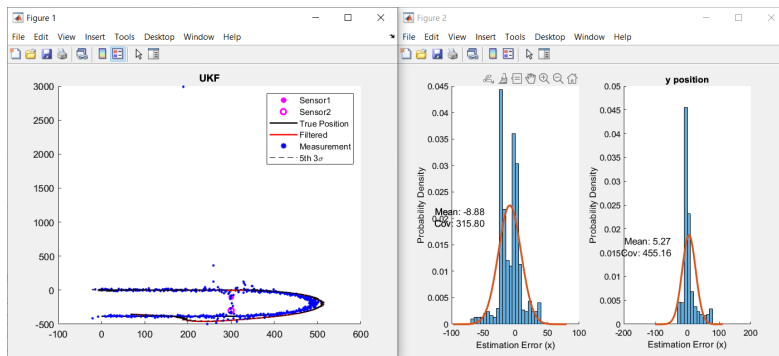 Figure 1
File Edit View Insert Tools Desktop Window Help
UKF
3000
2500
2000
1500
1000
500
0
-500
-100 0 100 200 300 400 500 600
Sensor1
Sensor2
True Position
Filtered
Measurement
5th 3σ
Figure 2
File Edit View Insert Tools Desktop Window Help
0.045
0.04
0.035
0.03
0.025
0.02
0.015
0.01
0.005
0
-100 -50 0 50 100
Probability Density
Estimation Error (x)
Mean: -8.88
Cov: 315.80
y position
0.05
0.045
0.04
0.035
0.03
0.025
0.02
0.015
0.01
0.005
0
-200 -100 0 100 200
Probability Density
Estimation Error (x)
Mean: 5.27
Cov: 455.16